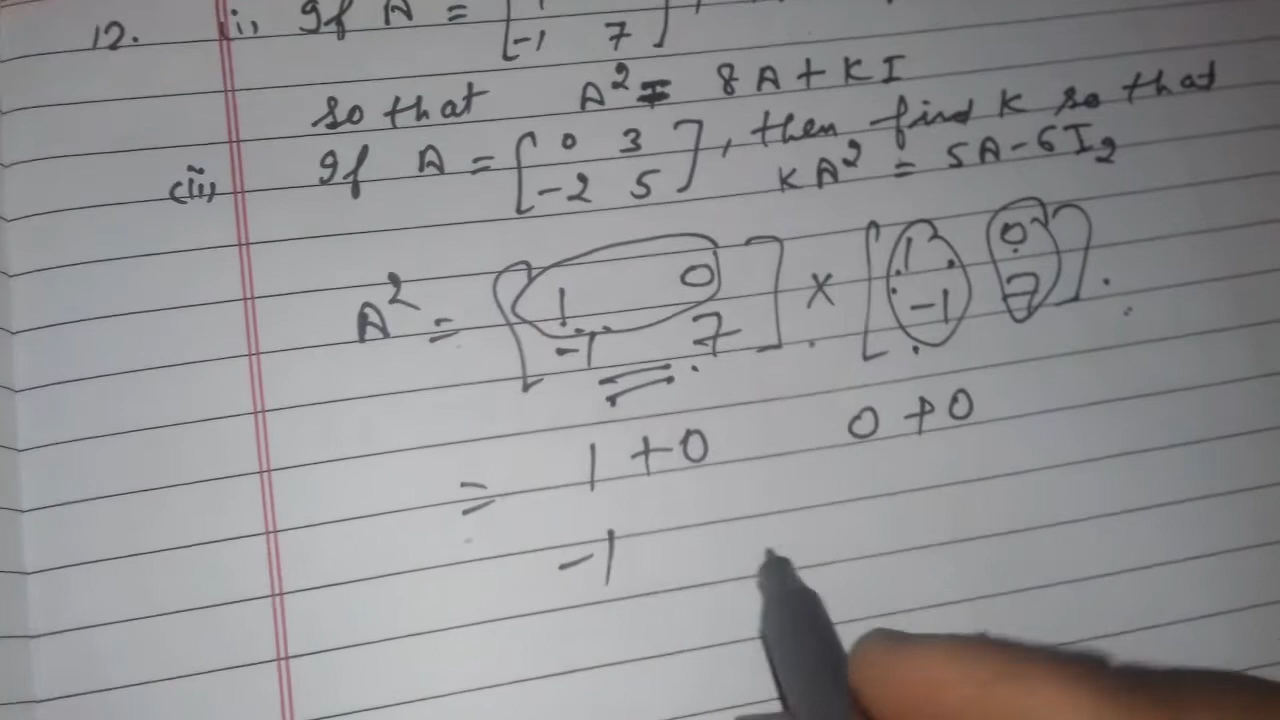 12. (i) If A = [
-1 7 ]
so that A² = 8A + KI
(ii) If A = [ 0 3 ], then find K so that
[ -2 5 ] KA² = 5A - 6I₂
A² = [ 1 0 ] × [ 1 0 ]
[ -1 7 ] [ -1 7 ]
= 1 + 0 0 + 0
-1